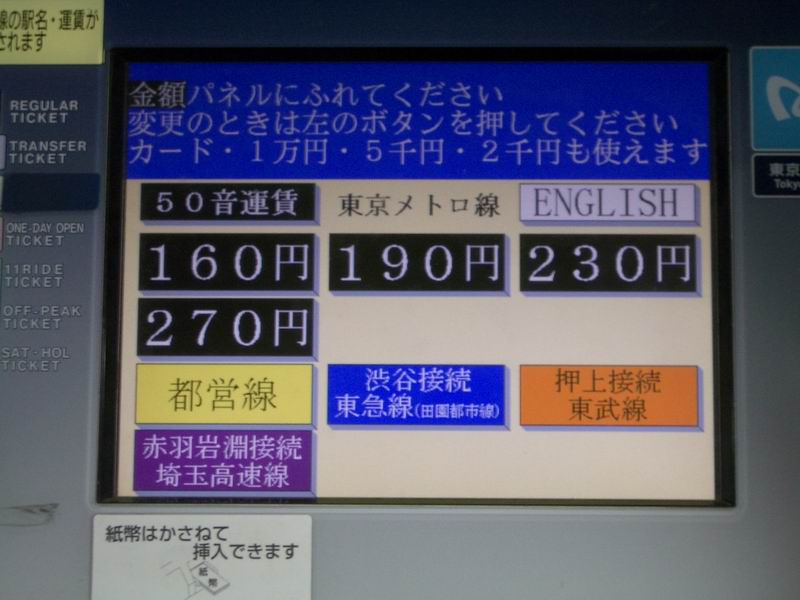 線の駅名・運賃が
されます
REGULAR
TICKET
TRANSFER
TICKET
ONE-DAY OPEN
TICKET
11RIDE
TICKET
OFF-PEAK
TICKET
SAT・HOL
TICKET
金額パネルにふれてください
変更のときは左のボタンを押してください
カード・1万円・5千円・2千円も使えます
50音運賃
東京メトロ線
ENGLISH
160円
190円
230円
270円
都営線
渋谷接続
東急線(田園都市線)
押上接続
東武線
赤羽岩淵接続
埼玉高速線
東京
Tokyo
紙幣はかさねて
挿入できます
紙幣